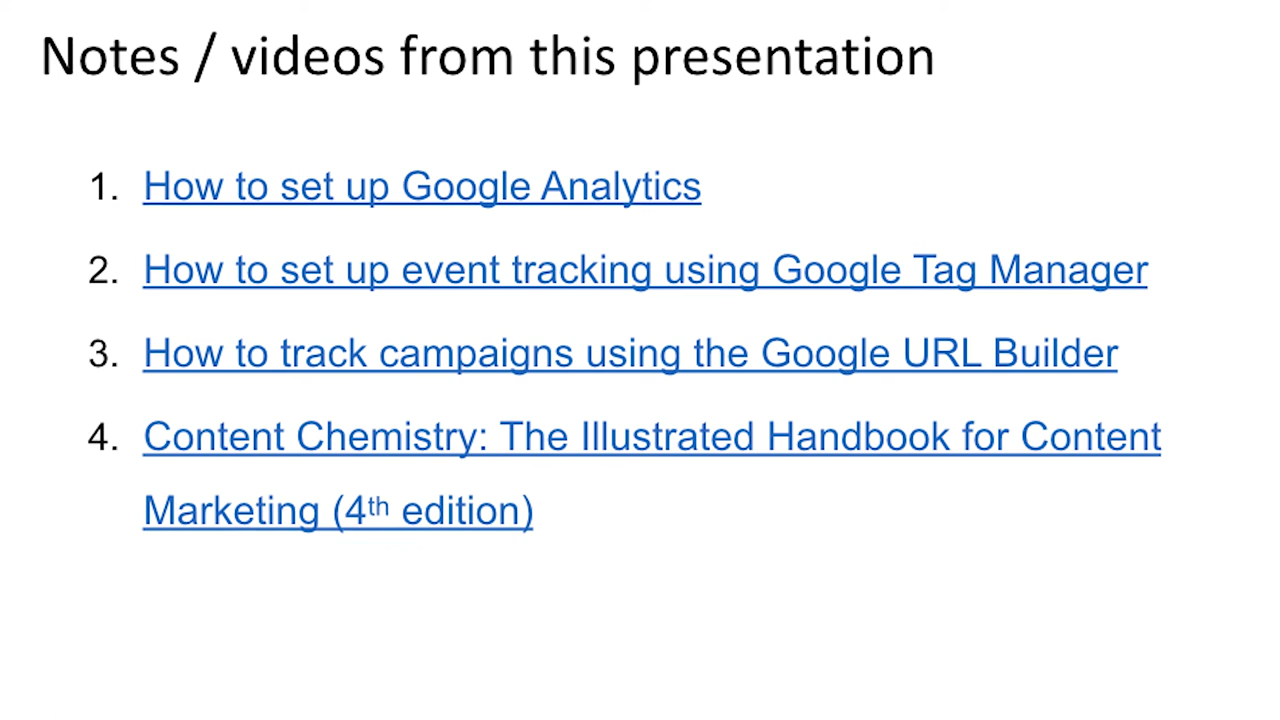 Notes / videos from this presentation
1. How to set up Google Analytics
2. How to set up event tracking using Google Tag Manager
3. How to track campaigns using the Google URL Builder
4. Content Chemistry: The Illustrated Handbook for Content
Marketing (4th edition)